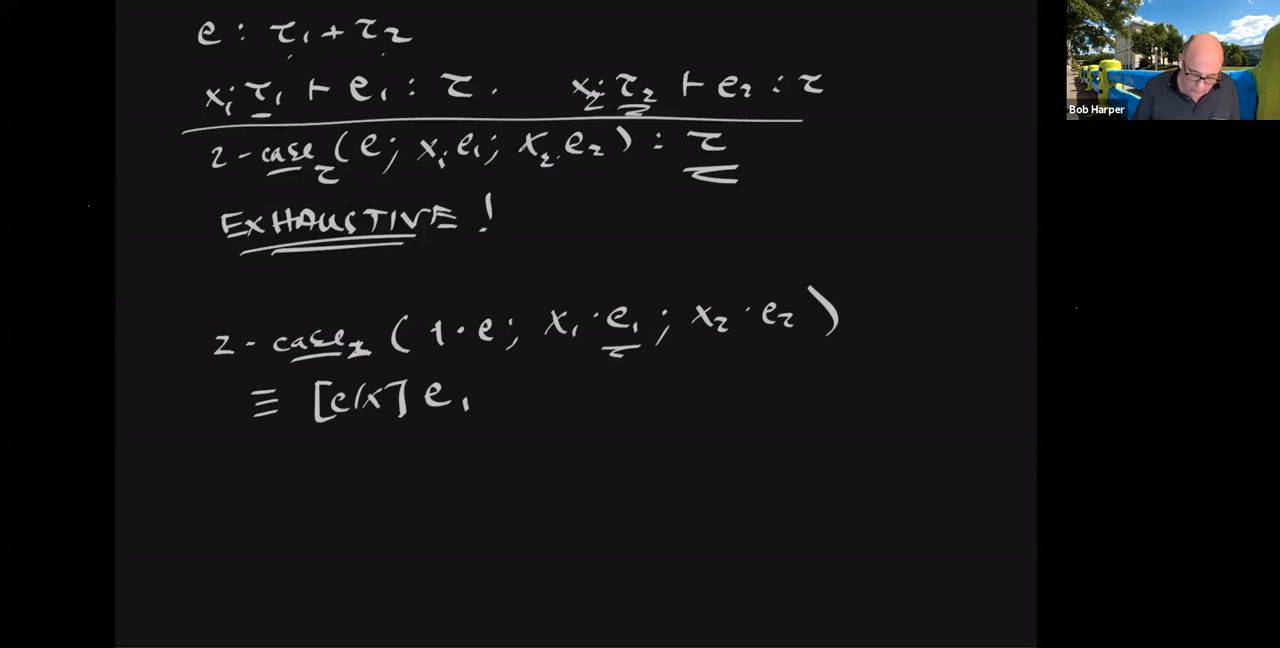 e : τ₁ + τ₂
x₁:τ₁ ⊢ e₁ : τ. x₂:τ₂ ⊢ e₂ : τ
2-case_τ (e; x₁.e₁; x₂.e₂) : τ
EXHAUSTIVE!
2-case_τ (1·e; x₁.e₁; x₂.e₂)
≡ [e/x] e₁
Bob Harper